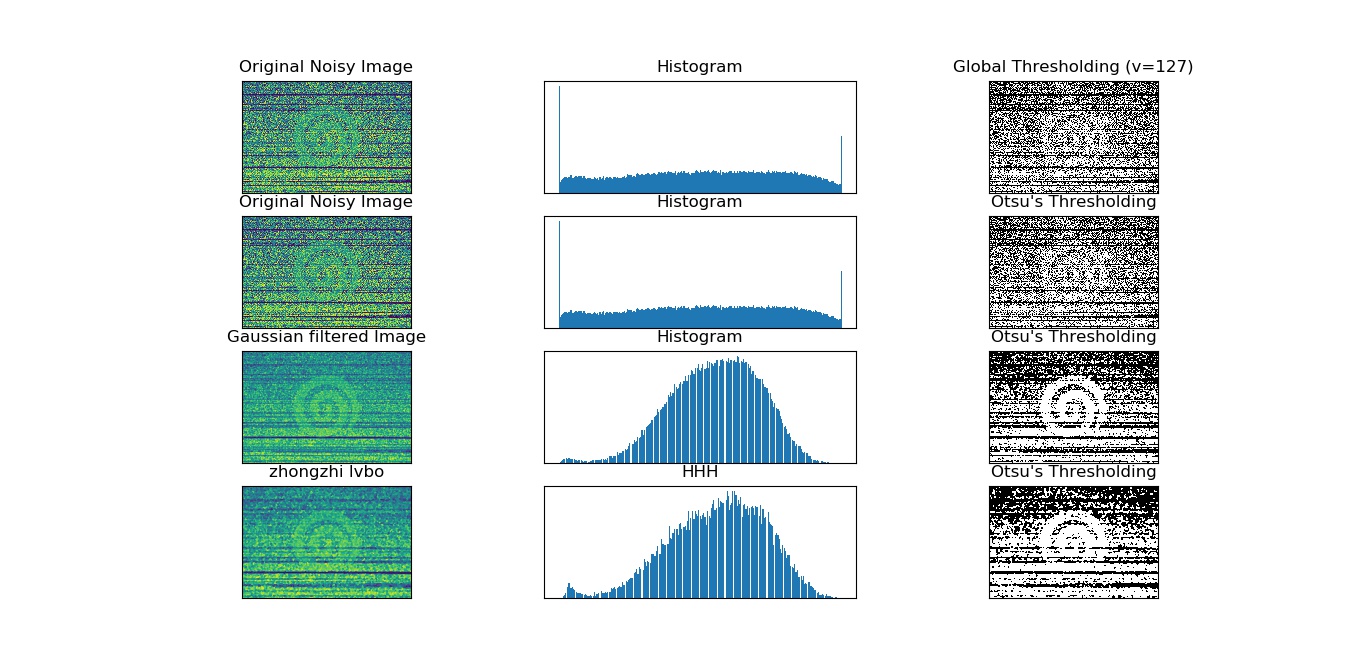 Original Noisy Image
Histogram
Global Thresholding (v=127)
Original Noisy Image
Histogram
Otsu's Thresholding
Gaussian filtered Image
Histogram
Otsu's Thresholding
zhongzhi lvbo
HHH
Otsu's Thresholding